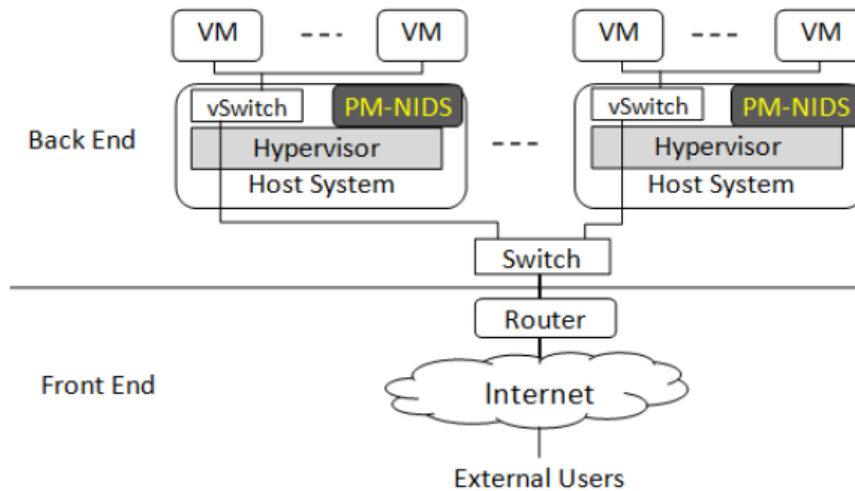 VM --- VM VM --- VM
vSwitch PM-NIDS vSwitch PM-NIDS
Back End Hypervisor --- Hypervisor
Host System Host System
Switch
Router
Front End Internet
External Users